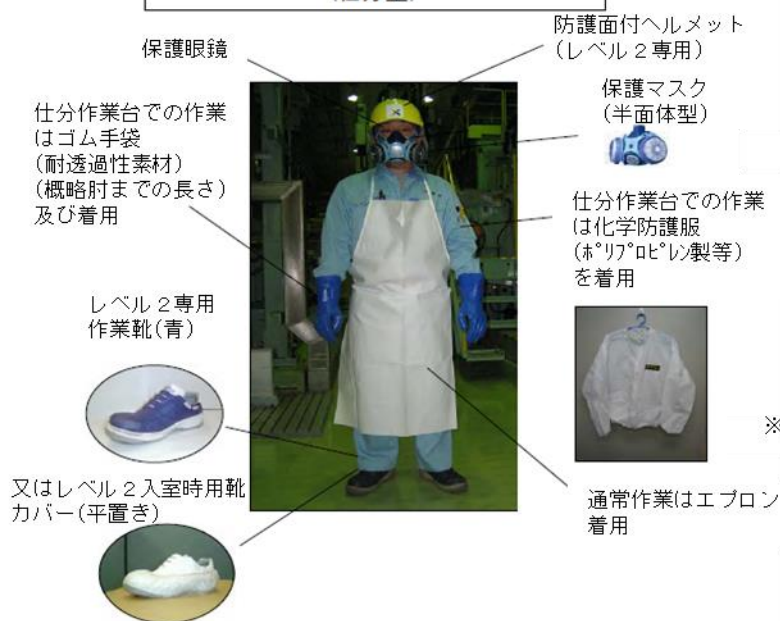 保護眼鏡
防護面付ヘルメット
(レベル2専用)
保護マスク
(半面体型)
仕分作業台での作業
はゴム手袋
(耐透過性素材)
(概略肘までの長さ)
及び着用
仕分作業台での作業
は化学防護服
(ﾎﾟﾘﾌﾟﾛﾋﾟﾚﾝ製等)
を着用
レベル2専用
作業靴(青)
※
又はレベル2入室時用靴
カバー(平置き)
通常作業はエプロン
着用